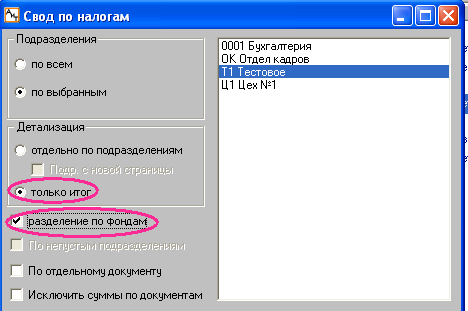 Свод по налогам
Подразделения
по всем
по выбранным
Детализация
отдельно по подразделениям
Подр. с новой страницы
только итог
разделение по фондам
По непустым подразделениям
По отдельному документу
Исключить суммы по документам
0001 Бухгалтерия
ОК Отдел кадров
Т1 Тестовое
Ц1 Цех №1